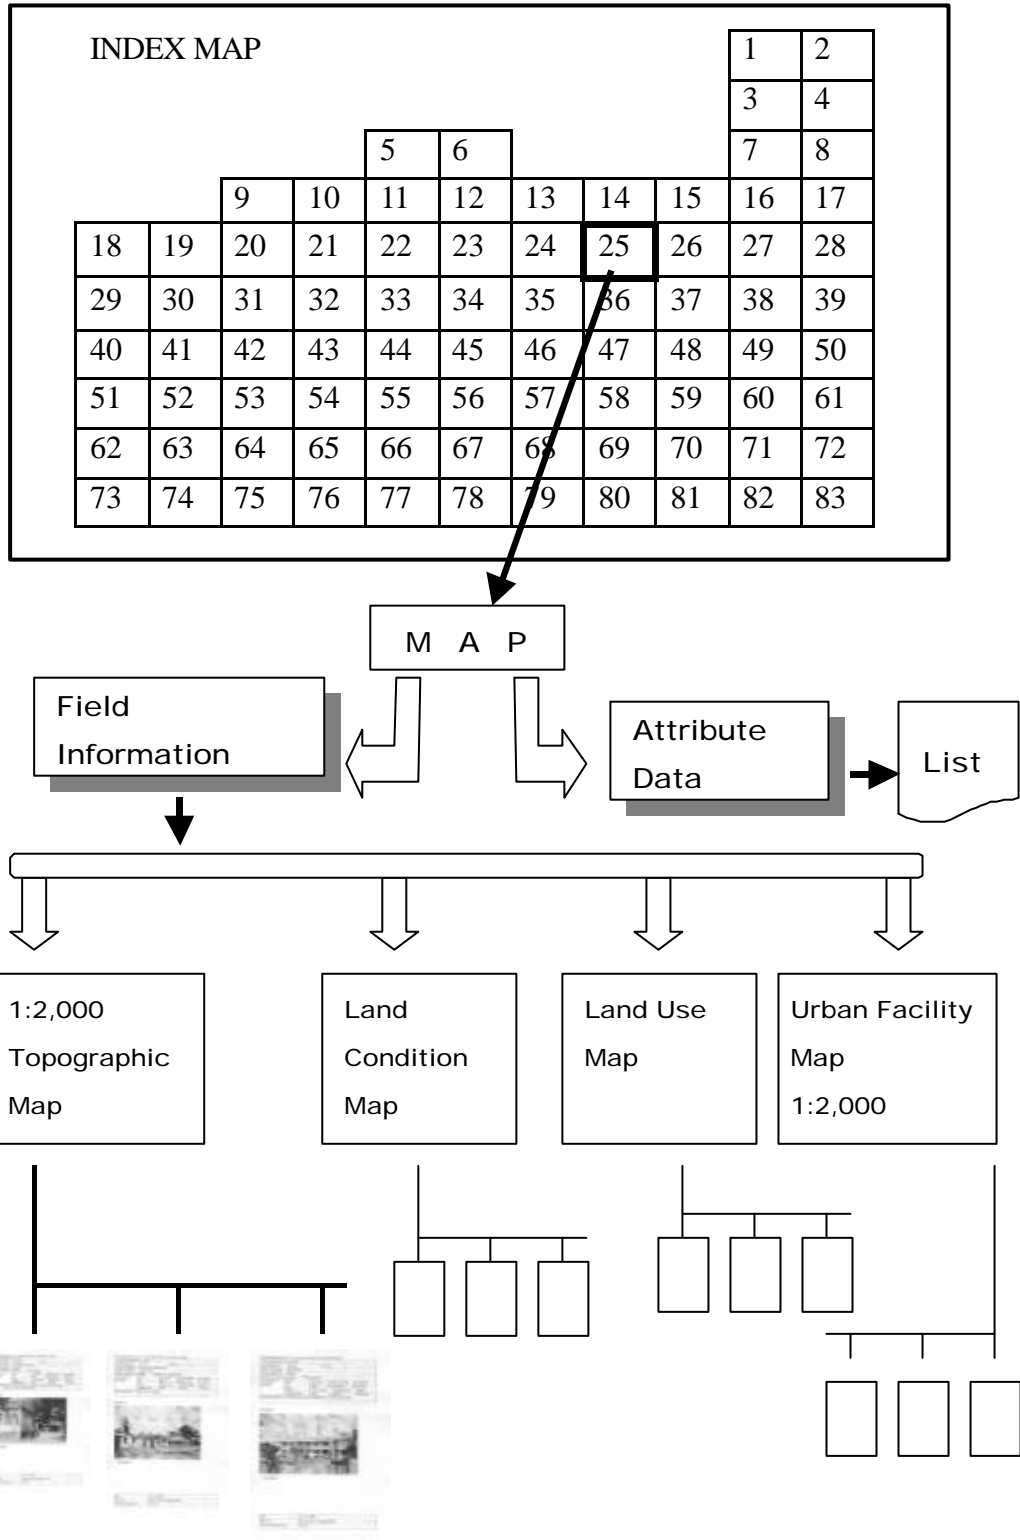 INDEX MAP 1 2
3 4
5 6 7 8
9 10 11 12 13 14 15 16 17
18 19 20 21 22 23 24 25 26 27 28
29 30 31 32 33 34 35 36 37 38 39
40 41 42 43 44 45 46 47 48 49 50
51 52 53 54 55 56 57 58 59 60 61
62 63 64 65 66 67 68 69 70 71 72
73 74 75 76 77 78 79 80 81 82 83
M A P
Field
Information
Attribute
Data
List
1:2,000
Topographic
Map
Land
Condition
Map
Land Use
Map
Urban Facility
Map
1:2,000